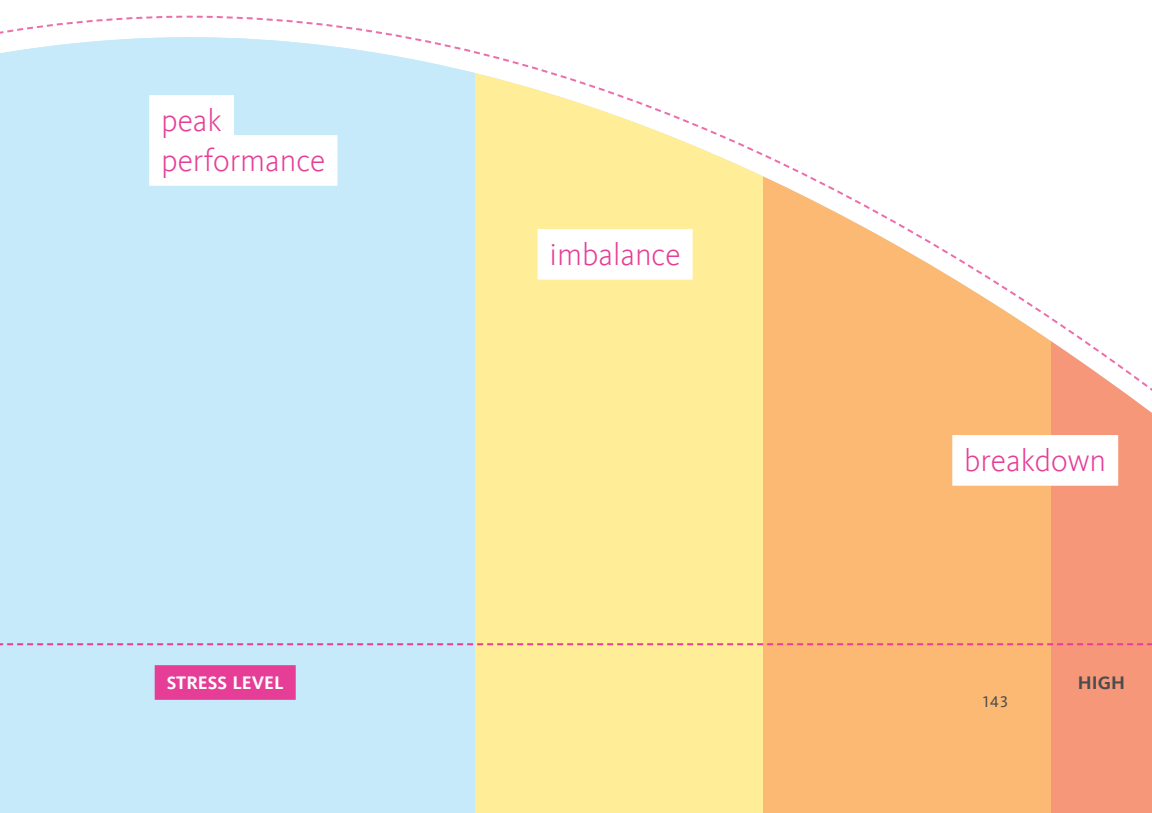 peak
performance
imbalance
breakdown
STRESS LEVEL
HIGH
143